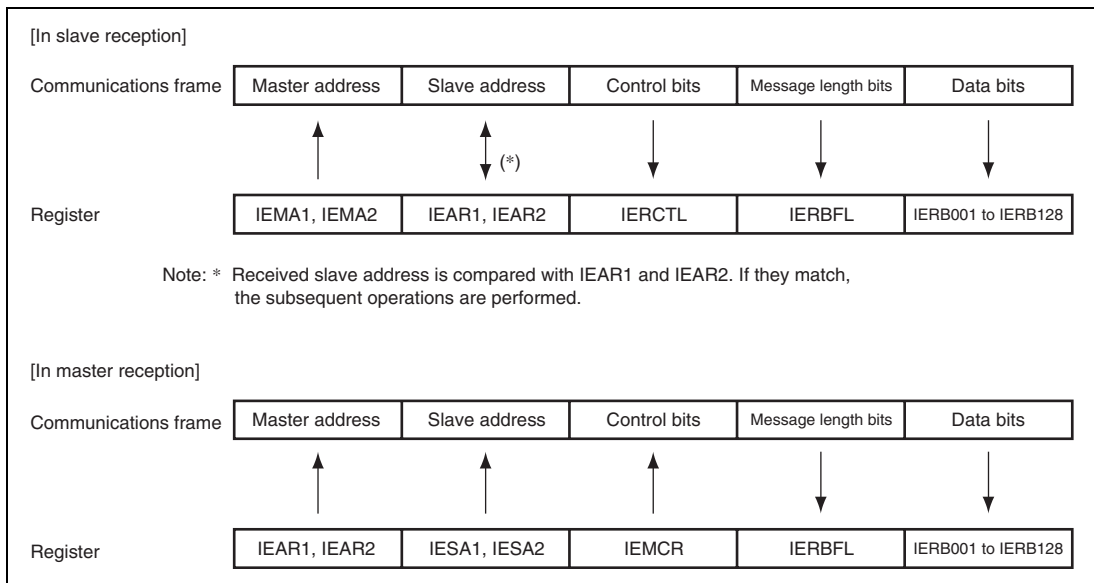 [In slave reception]
Communications frame Master address Slave address Control bits Message length bits Data bits
(*)
Register IEMA1, IEMA2 IEAR1, IEAR2 IERCTL IERBFL IERB001 to IERB128
Note: * Received slave address is compared with IEAR1 and IEAR2. If they match,
the subsequent operations are performed.
[In master reception]
Communications frame Master address Slave address Control bits Message length bits Data bits
Register IEAR1, IEAR2 IESA1, IESA2 IEMCR IERBFL IERB001 to IERB128